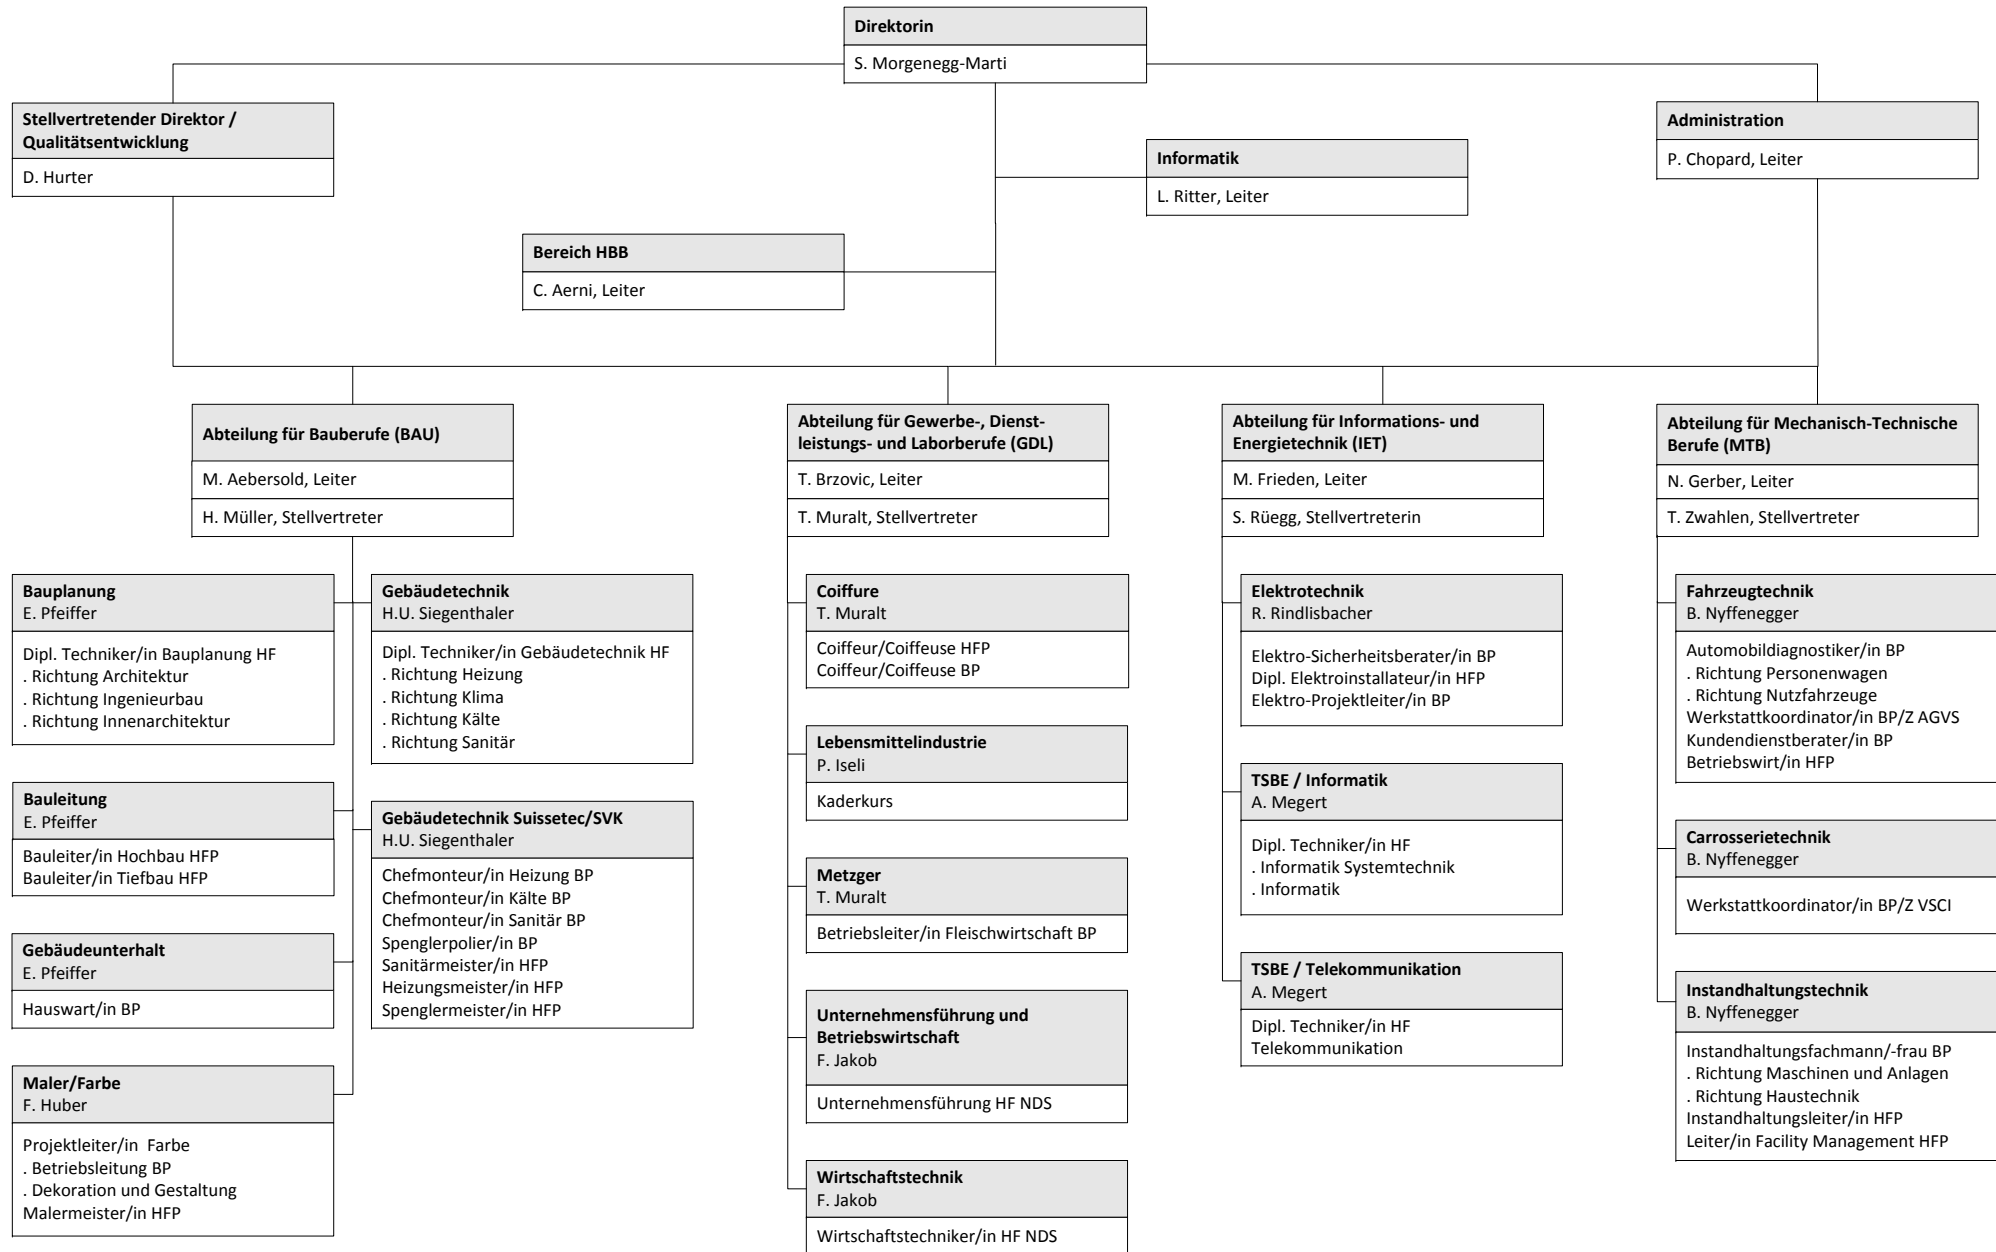 Direktorin
S. Morgenegg-Marti
Stellvertretender Direktor /
Qualitätsentwicklung
D. Hurter
Administration
P. Chopard, Leiter
Informatik
L. Ritter, Leiter
Bereich HBB
C. Aerni, Leiter
Abteilung für Bauberufe (BAU)
M. Aebersold, Leiter
H. Müller, Stellvertreter
Bauplanung
E. Pfeiffer
Dipl. Techniker/in Bauplanung HF
. Richtung Architektur
. Richtung Ingenieurbau
. Richtung Innenarchitektur
Bauleitung
E. Pfeiffer
Bauleiter/in Hochbau HFP
Bauleiter/in Tiefbau HFP
Gebäudeunterhalt
E. Pfeiffer
Hauswart/in BP
Maler/Farbe
F. Huber
Projektleiter/in  Farbe
. Betriebsleitung BP
. Dekoration und Gestaltung
Malermeister/in HFP
Gebäudetechnik
H.U. Siegenthaler
Dipl. Techniker/in Gebäudetechnik HF
. Richtung Heizung
. Richtung Klima
. Richtung Kälte
. Richtung Sanitär
Gebäudetechnik Suissetec/SVK
H.U. Siegenthaler
Chefmonteur/in Heizung BP
Chefmonteur/in Kälte BP
Chefmonteur/in Sanitär BP
Spenglerpolier/in BP
Sanitärmeister/in HFP
Heizungsmeister/in HFP
Spenglermeister/in HFP
Abteilung für Gewerbe-, Dienst-
leistungs- und Laborberufe (GDL)
T. Brzovic, Leiter
T. Muralt, Stellvertreter
Coiffure
T. Muralt
Coiffeur/Coiffeuse HFP
Coiffeur/Coiffeuse BP
Lebensmittelindustrie
P. Iseli
Kaderkurs
Metzger
T. Muralt
Betriebsleiter/in Fleischwirtschaft BP
Unternehmensführung und
Betriebswirtschaft
F. Jakob
Unternehmensführung HF NDS
Wirtschaftstechnik
F. Jakob
Wirtschaftstechniker/in HF NDS
Abteilung für Informations- und
Energietechnik (IET)
M. Frieden, Leiter
S. Rüegg, Stellvertreterin
Elektrotechnik
R. Rindlisbacher
Elektro-Sicherheitsberater/in BP
Dipl. Elektroinstallateur/in HFP
Elektro-Projektleiter/in BP
TSBE / Informatik
A. Megert
Dipl. Techniker/in HF
. Informatik Systemtechnik
. Informatik
TSBE / Telekommunikation
A. Megert
Dipl. Techniker/in HF
Telekommunikation
Abteilung für Mechanisch-Technische
Berufe (MTB)
N. Gerber, Leiter
T. Zwahlen, Stellvertreter
Fahrzeugtechnik
B. Nyffenegger
Automobildiagnostiker/in BP
. Richtung Personenwagen
. Richtung Nutzfahrzeuge
Werkstattkoordinator/in BP/Z AGVS
Kundendienstberater/in BP
Betriebswirt/in HFP
Carrosserietechnik
B. Nyffenegger
Werkstattkoordinator/in BP/Z VSCI
Instandhaltungstechnik
B. Nyffenegger
Instandhaltungsfachmann/-frau BP
. Richtung Maschinen und Anlagen
. Richtung Haustechnik
Instandhaltungsleiter/in HFP
Leiter/in Facility Management HFP